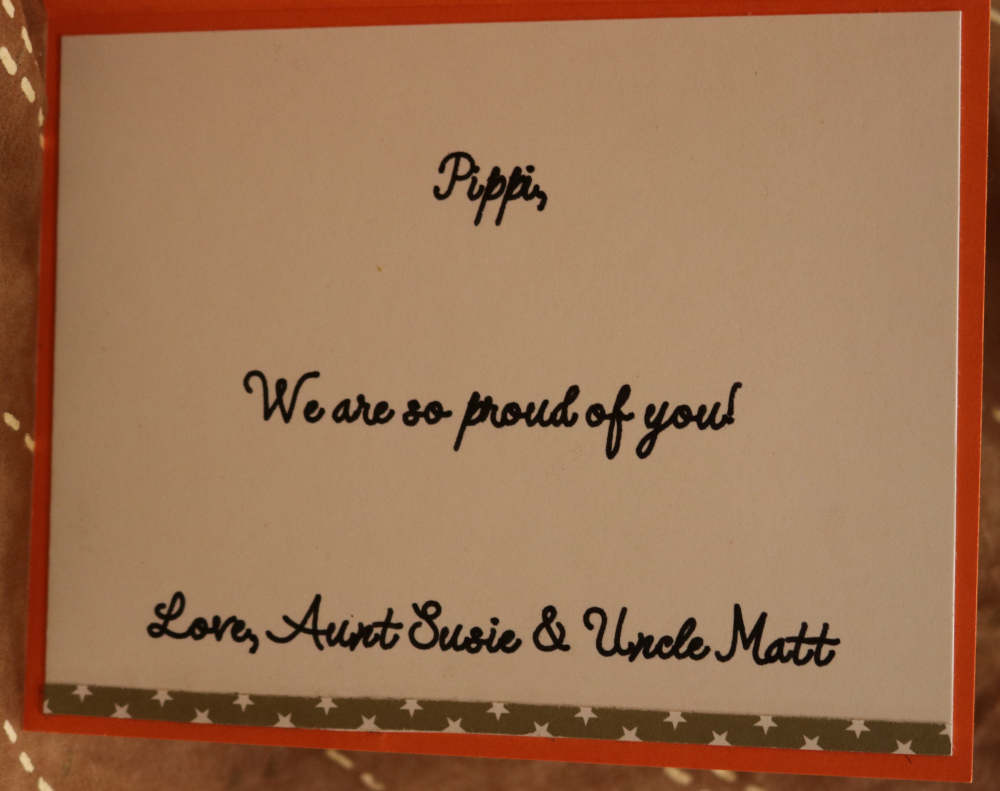 Pippi,
We are so proud of you!
Love, Aunt Susie & Uncle Matt